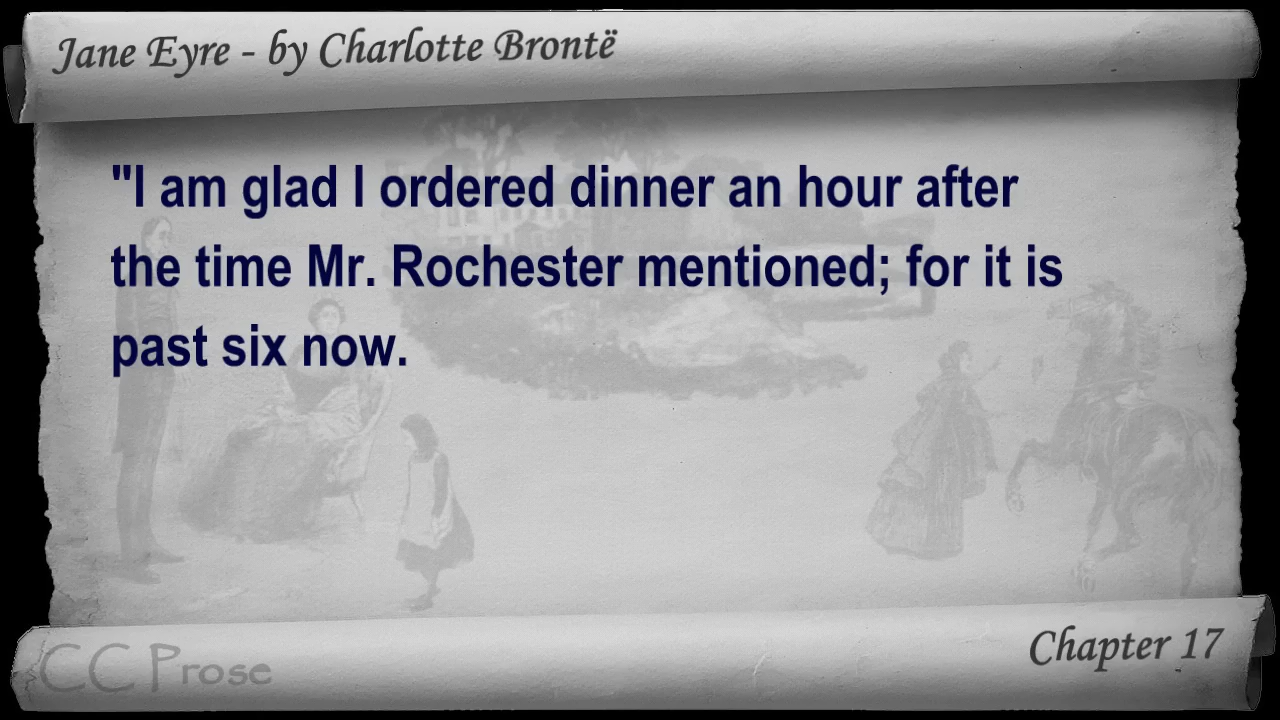 Jane Eyre - by Charlotte Brontë
"I am glad I ordered dinner an hour after
the time Mr. Rochester mentioned; for it is
past six now.
CC Prose
Chapter 17